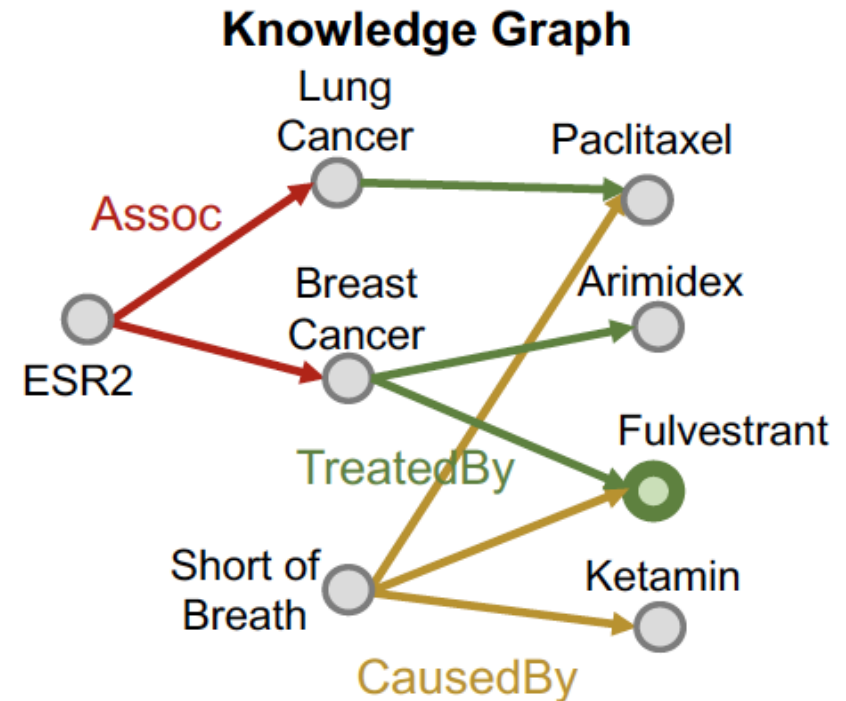 Knowledge Graph
Lung
Cancer
Paclitaxel
Assoc
Breast
Cancer
Arimidex
ESR2
Fulvestrant
TreatedBy
Short of
Breath
Ketamin
CausedBy